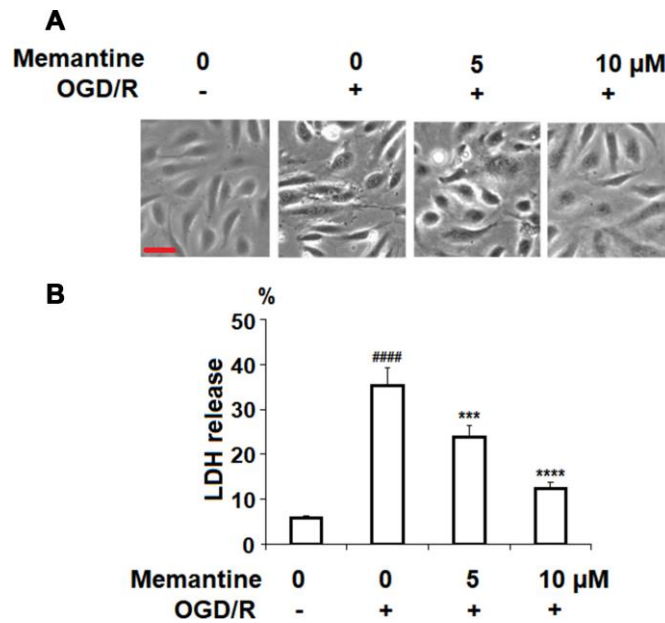 A
Memantine 0 0 5 10 µM
OGD/R - + + +
B
%
50
40
30
20
10
0
LDH release
####
***
****
Memantine 0 0 5 10 µM
OGD/R - + + +